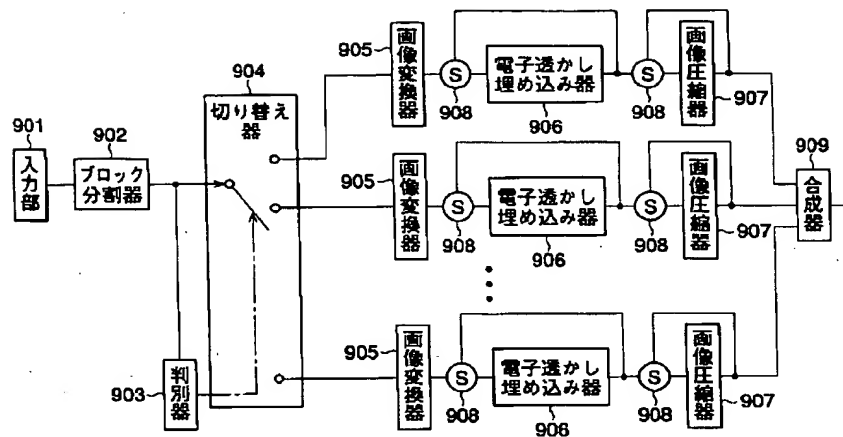 901
入力部
902
ブロック
分割器
903
判別器
904
切り替え
器
905
画像変換器
S
908
電子透かし
埋め込み器
906
S
908
画像圧縮器
907
905
画像変換器
S
908
電子透かし
埋め込み器
906
S
908
画像圧縮器
907
905
画像変換器
S
908
電子透かし
埋め込み器
906
S
908
画像圧縮器
907
909
合成器